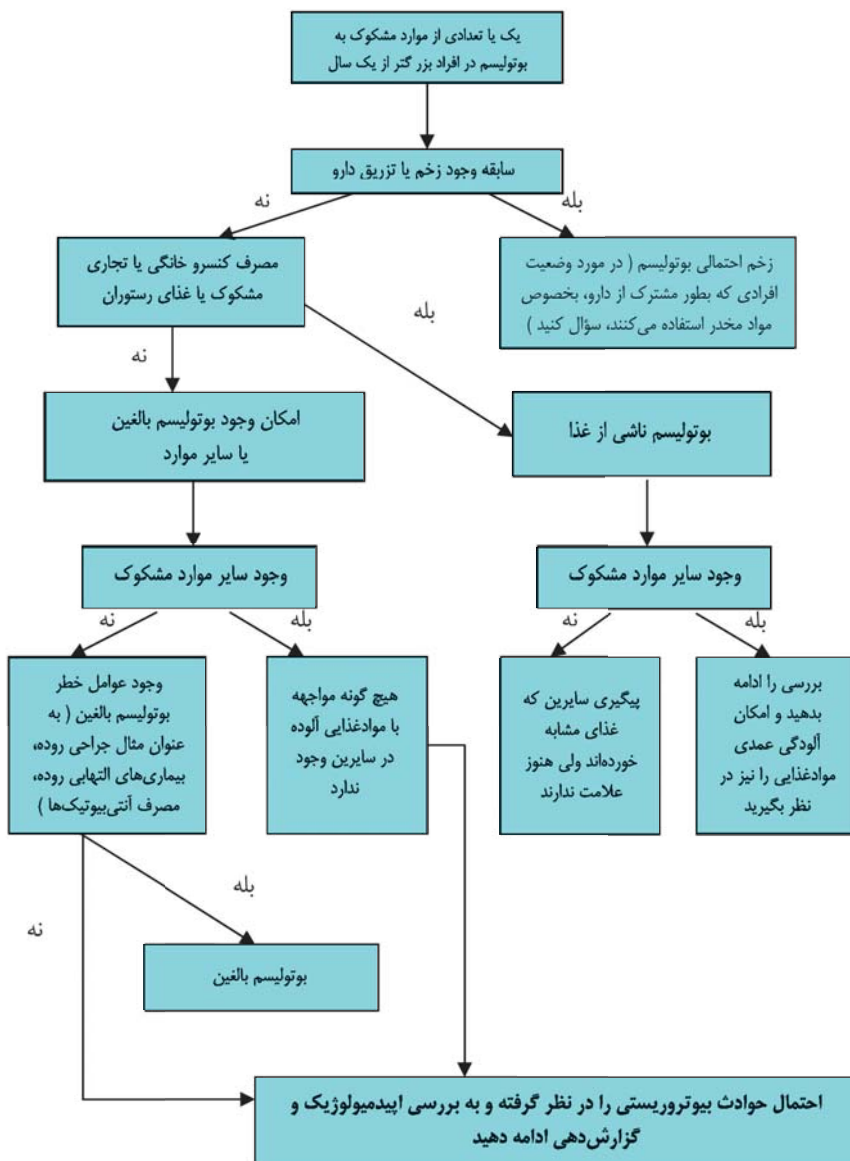 یک یا تعدادی از موارد مشکوک به
بوتولیسم در افراد بزر گتر از یک سال
سابقه وجود زخم یا تزریق دارو
نه
بله
مصرف کنسرو خانگی یا تجاری
مشکوک یا غذای رستوران
زخم احتمالی بوتولیسم ( در مورد وضعیت
افرادی که بطور مشترک از دارو، بخصوص
مواد مخدر استفاده می‌کنند، سؤال کنید )
نه
بله
امکان وجود بوتولیسم بالغین
یا سایر موارد
بوتولیسم ناشی از غذا
وجود سایر موارد مشکوک
وجود سایر موارد مشکوک
نه
بله
نه
بله
وجود عوامل خطر
بوتولیسم بالغین ( به
عنوان مثال جراحی روده،
بیماری‌های التهابی روده،
مصرف آنتی‌بیوتیک‌ها )
هیچ گونه مواجهه
با موادغذایی آلوده
در سایرین وجود
ندارد
پیگیری سایرین که
غذای مشابه
خورده‌اند ولی هنوز
علامت ندارند
بررسی را ادامه
بدهید و امکان
آلودگی عمدی
موادغذایی را نیز در
نظر بگیرید
نه
بله
بوتولیسم بالغین
احتمال حوادث بیوتروریستی را در نظر گرفته و به بررسی اپیدمیولوژیک و
گزارش‌دهی ادامه دهید